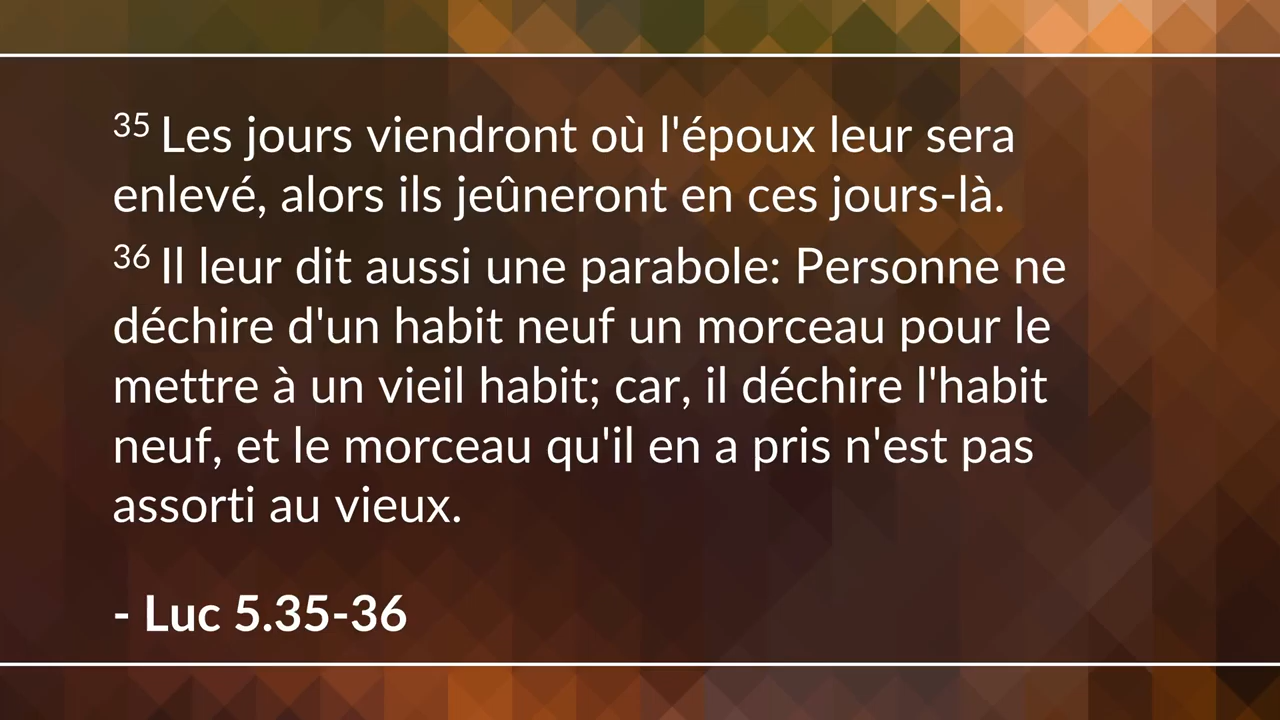 35 Les jours viendront où l'époux leur sera
enlevé, alors ils jeûneront en ces jours-là.
36 Il leur dit aussi une parabole: Personne ne
déchire d'un habit neuf un morceau pour le
mettre à un vieil habit; car, il déchire l'habit
neuf, et le morceau qu'il en a pris n'est pas
assorti au vieux.
- Luc 5.35-36